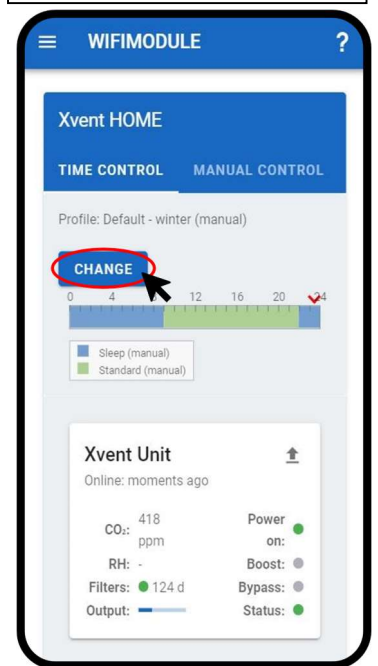 WIFIMODULE ?
Xvent HOME
TIME CONTROL MANUAL CONTROL
Profile: Default - winter (manual)
CHANGE
0 4 12 16 20 24
Sleep (manual)
Standard (manual)
Xvent Unit
Online: moments ago
CO₂: 418 ppm
Power on:
RH: -
Boost:
Filters: 124 d
Bypass:
Output:
Status: